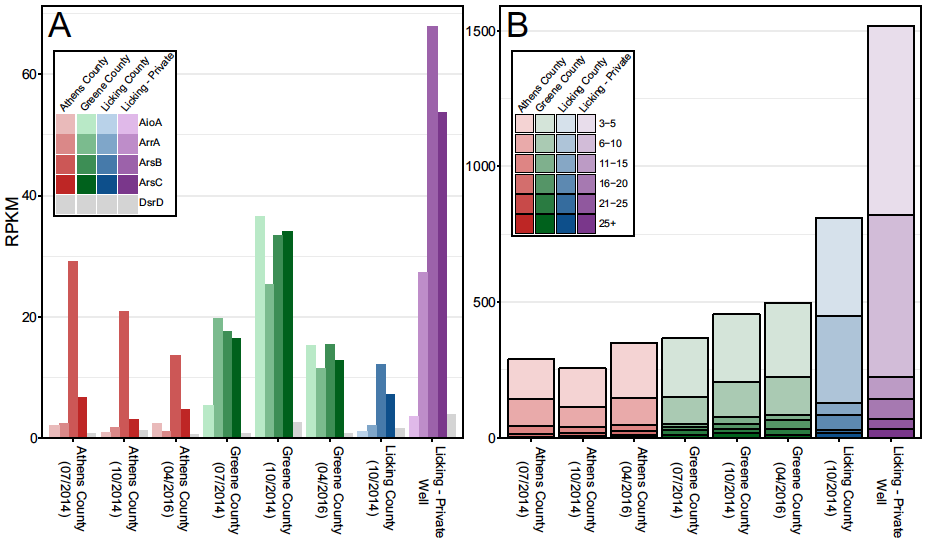 A
Athens County
Greene County
Licking County
Licking - Private
AioA
ArrA
ArsB
ArsC
DsrD
RPKM
60
40
20
0
Athens County
(07/2014)
Athens County
(10/2014)
Athens County
(04/2016)
Greene County
(07/2014)
Greene County
(10/2014)
Greene County
(04/2016)
Licking County
(10/2014)
Licking - Private
Well
B
Athens County
Greene County
Licking County
Licking - Private
3-5
6-10
11-15
16-20
21-25
25+
1500
1000
500
0
Athens County
(07/2014)
Athens County
(10/2014)
Athens County
(04/2016)
Greene County
(07/2014)
Greene County
(10/2014)
Greene County
(04/2016)
Licking County
(10/2014)
Licking - Private
Well